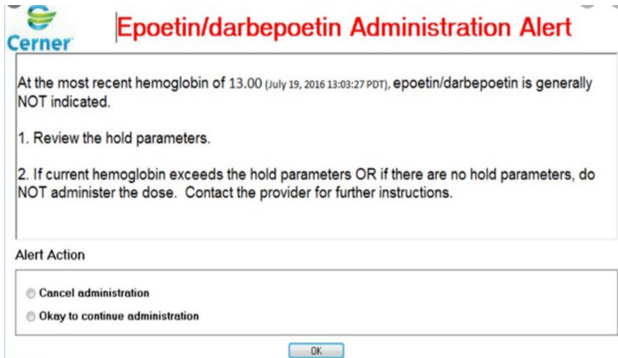 Epoetin/darbepoetin Administration Alert
Cerner
At the most recent hemoglobin of 13.00 (July 19, 2016 13:03:27 PDT), epoetin/darbepoetin is generally
NOT indicated.
1. Review the hold parameters.
2. If current hemoglobin exceeds the hold parameters OR if there are no hold parameters, do
NOT administer the dose.  Contact the provider for further instructions.
Alert Action
Cancel administration
Okay to continue administration
OK